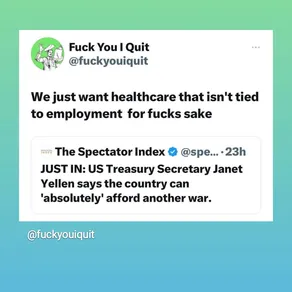 Fuck You I Quit
@fuckyouiquit
We just want healthcare that isn't tied
to employment for fucks sake
The Spectator Index @spe... · 23h
JUST IN: US Treasury Secretary Janet
Yellen says the country can
'absolutely' afford another war.
@fuckyouiquit